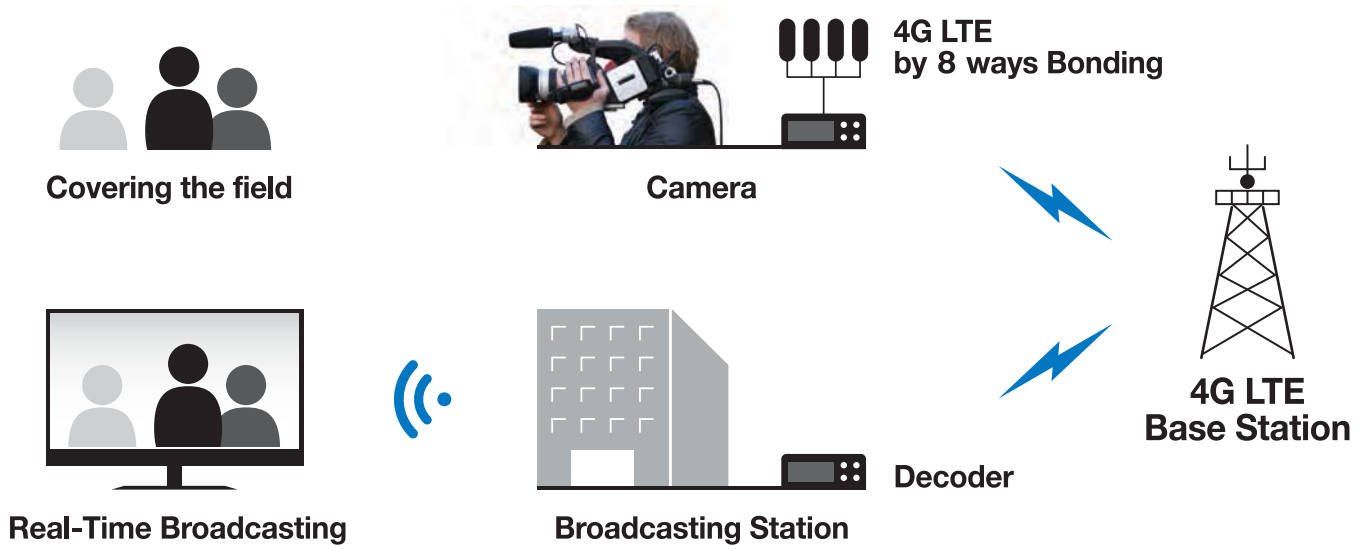 4G LTE
by 8 ways Bonding
Covering the field
Camera
4G LTE
Base Station
Decoder
Real-Time Broadcasting
Broadcasting Station